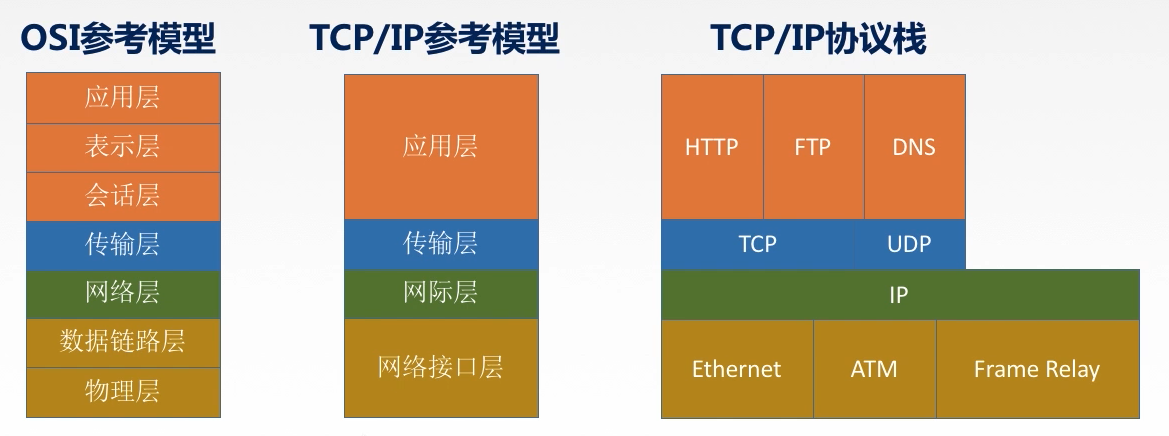 OSI参考模型
应用层
表示层
会话层
传输层
网络层
数据链路层
物理层
TCP/IP参考模型
应用层
传输层
网际层
网络接口层
TCP/IP协议栈
HTTP FTP DNS
TCP UDP
IP
Ethernet ATM Frame Relay